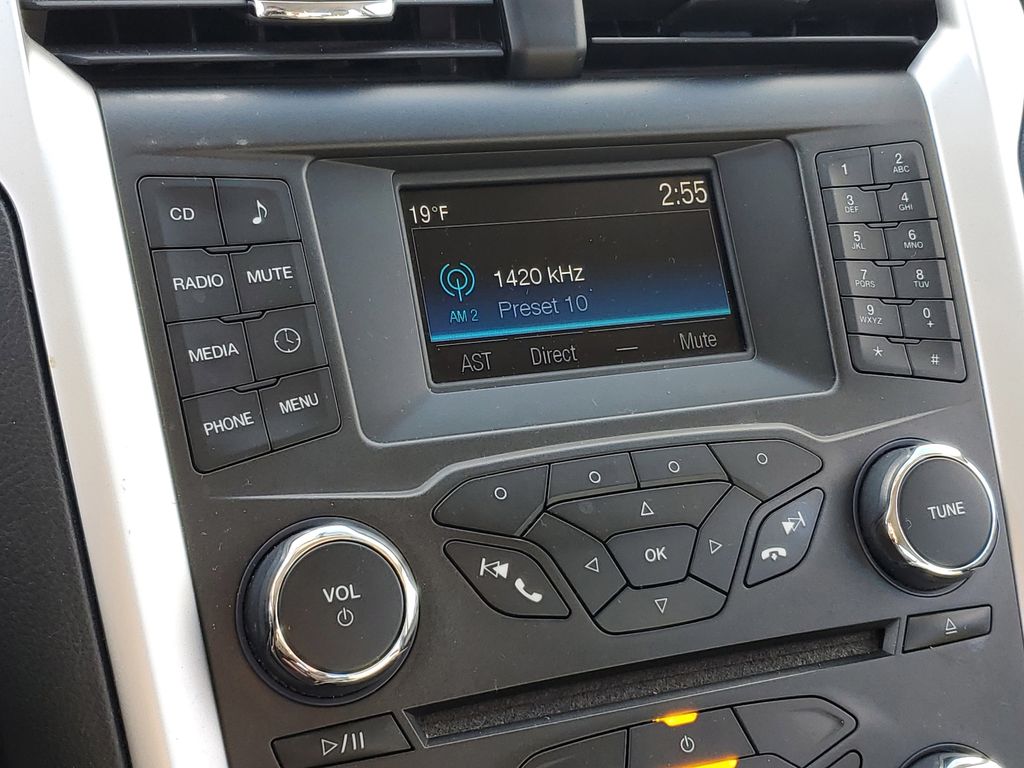 19°F 2:55
1420 kHz
AM 2 Preset 10
AST Direct — Mute
CD
RADIO MUTE
MEDIA
PHONE MENU
1 2 ABC
3 DEF 4 GHI
5 JKL 6 MNO
7 PQRS 8 TUV
9 WXYZ 0 +
* #
OK
VOL
TUNE